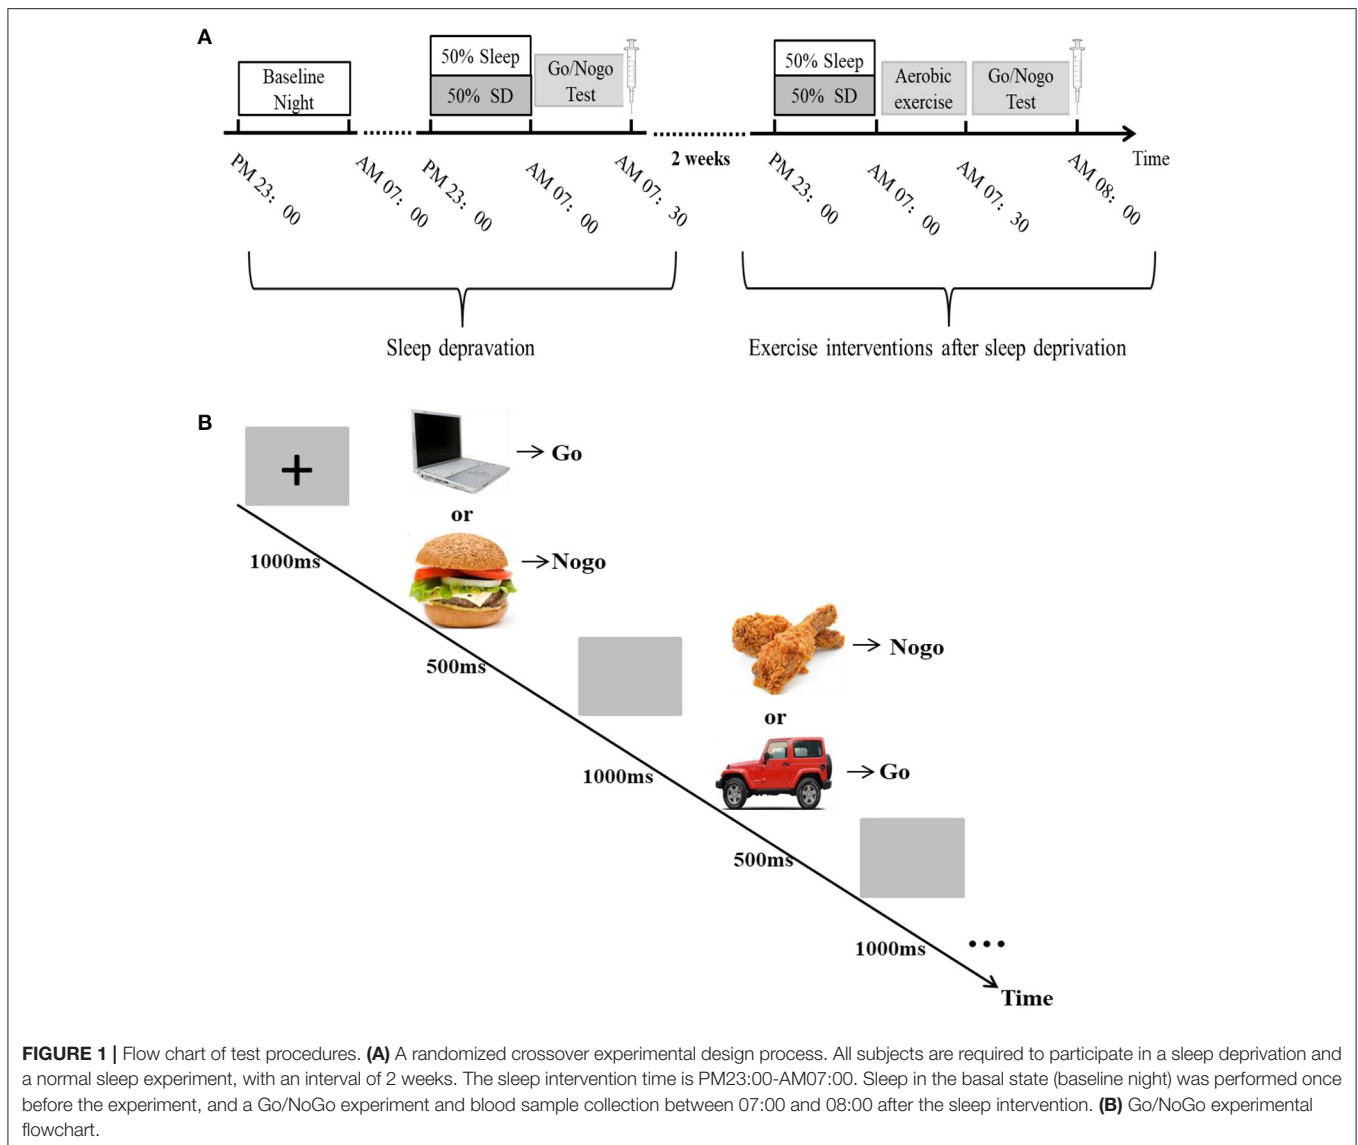 A
Baseline
Night
50% Sleep
50% SD
Go/Nogo
Test
50% Sleep
50% SD
Aerobic
exercise
Go/Nogo
Test
2 weeks
Time
PM 23：00
AM 07：00
PM 23：00
AM 07：00
AM 07：30
PM 23：00
AM 07：00
AM 07：30
AM 08：00
Sleep depravation
Exercise interventions after sleep deprivation
B
+
Go
or
Nogo
1000ms
500ms
Nogo
or
Go
1000ms
500ms
1000ms
...
Time
FIGURE 1 | Flow chart of test procedures. (A) A randomized crossover experimental design process. All subjects are required to participate in a sleep deprivation and
a normal sleep experiment, with an interval of 2 weeks. The sleep intervention time is PM23:00-AM07:00. Sleep in the basal state (baseline night) was performed once
before the experiment, and a Go/NoGo experiment and blood sample collection between 07:00 and 08:00 after the sleep intervention. (B) Go/NoGo experimental
flowchart.